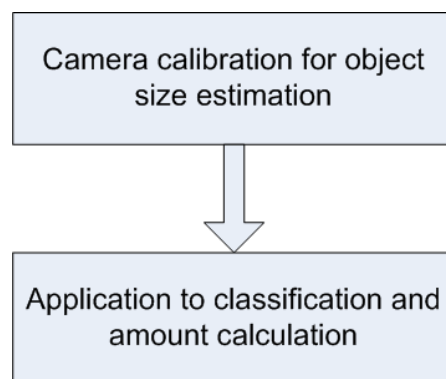 Camera calibration for object
size estimation
Application to classification and
amount calculation